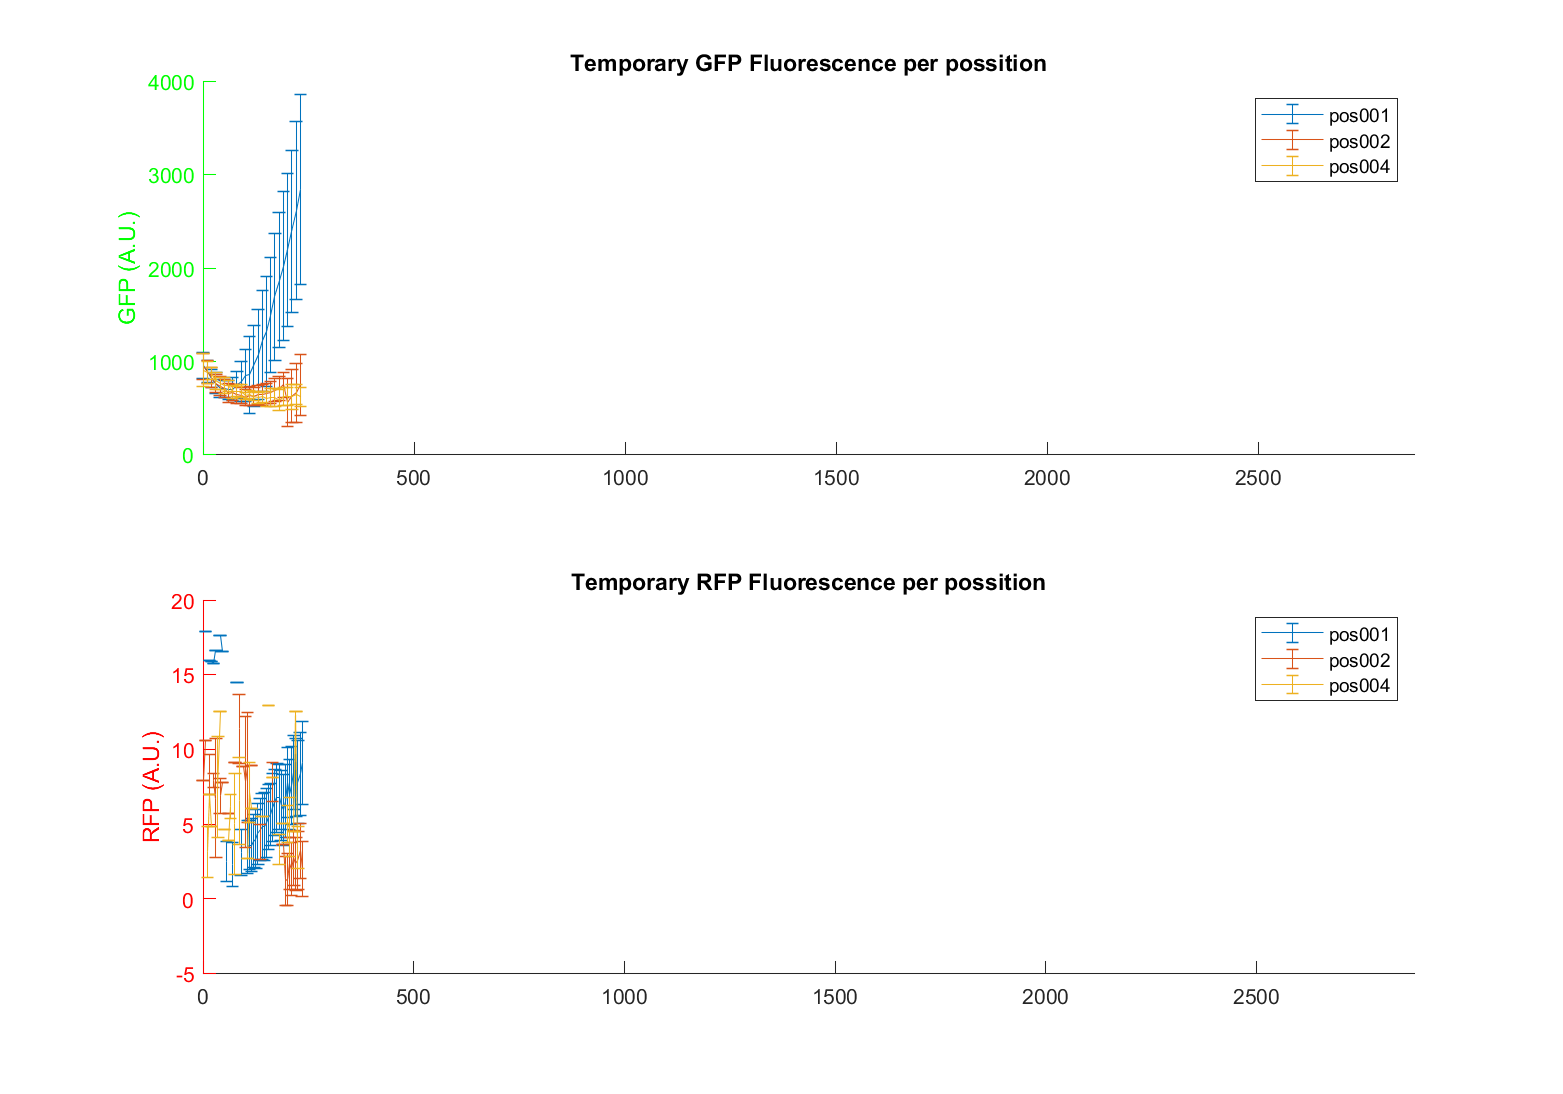 Temporary GFP Fluorescence per possition
4000
3000
2000
1000
0
GFP (A.U.)
0 500 1000 1500 2000 2500
pos001
pos002
pos004
Temporary RFP Fluorescence per possition
20
15
10
5
0
-5
RFP (A.U.)
0 500 1000 1500 2000 2500
pos001
pos002
pos004